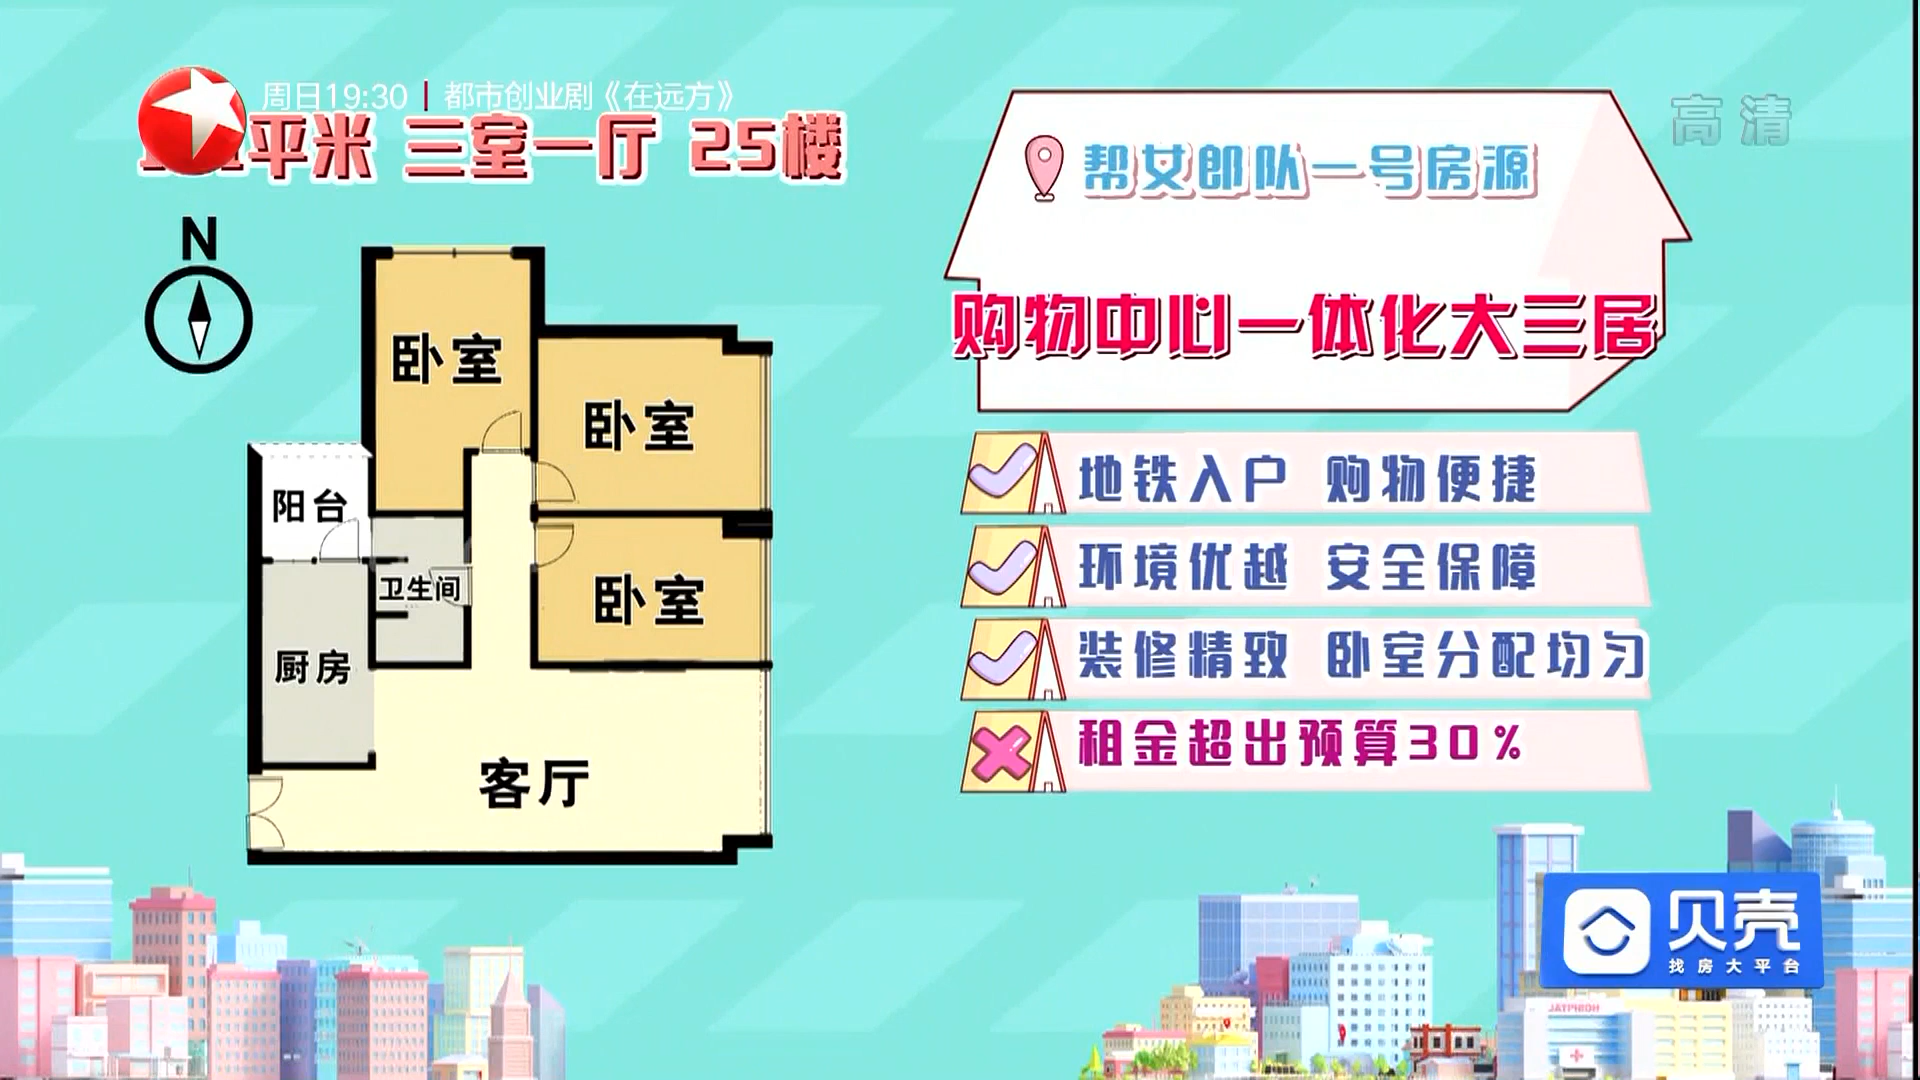 周日19:30 | 都市创业剧《在远方》
高清
平米 三室一厅 25楼
N
卧室
卧室
阳台
卫生间
卧室
厨房
客厅
帮女郎队一号房源
购物中心一体化大三居
地铁入户 购物便捷
环境优越 安全保障
装修精致 卧室分配均匀
租金超出预算30%
贝壳
找房大平台